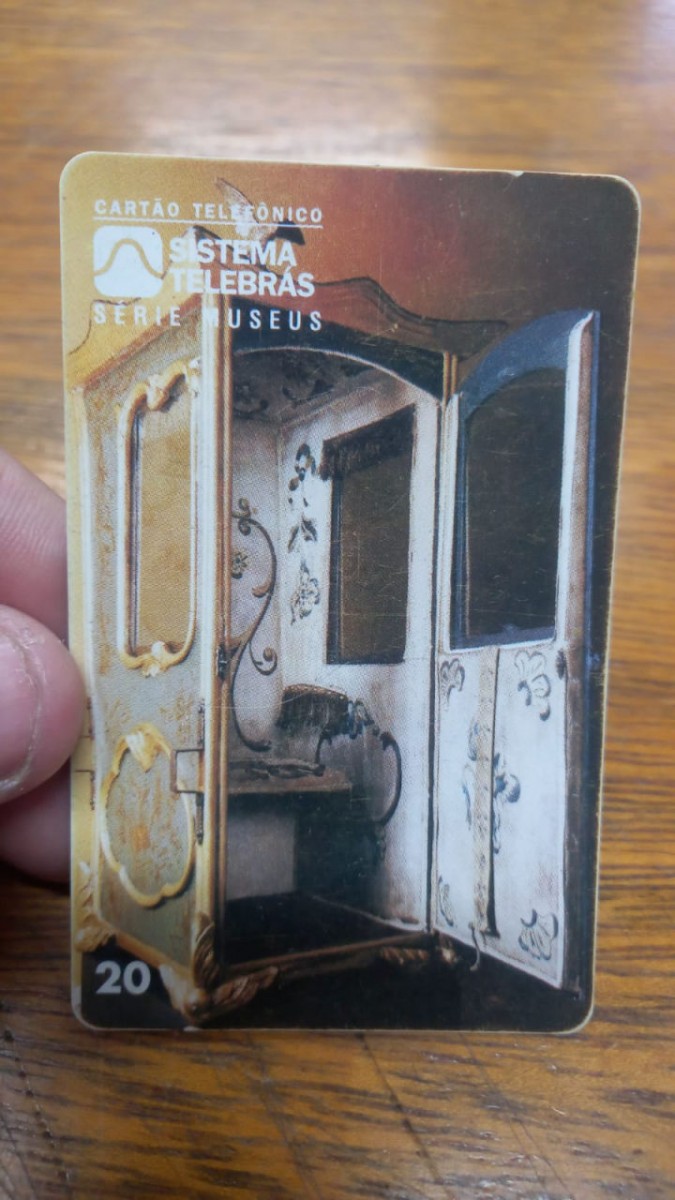 CARTÃO TELEFÔNICO
SISTEMA
TELEBRÁS
SÉRIE MUSEUS
20